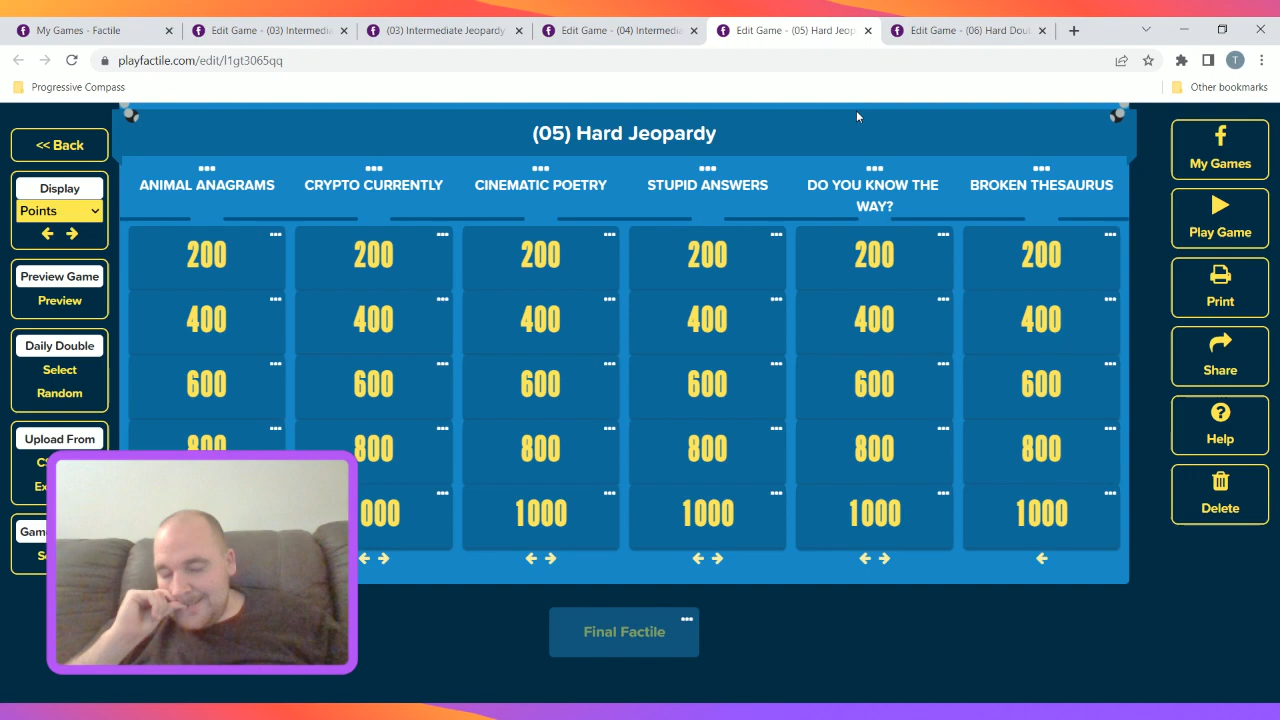 My Games - Factile
Edit Game - (03) Intermedia
(03) Intermediate Jeopardy
Edit Game - (04) Intermedia
Edit Game - (05) Hard Jeop
Edit Game - (06) Hard Dou
playfactile.com/edit/l1gt3065qq
T
Progressive Compass
Other bookmarks
<< Back
(05) Hard Jeopardy
My Games
Display
Points
ANIMAL ANAGRAMS
CRYPTO CURRENTLY
CINEMATIC POETRY
STUPID ANSWERS
DO YOU KNOW THE
WAY?
BROKEN THESAURUS
Play Game
200 200 200 200 200 200
Preview Game
Preview
Print
400 400 400 400 400 400
Daily Double
Select
Random
Share
600 600 600 600 600 600
Upload From
Help
800 800 800 800 800 800
Delete
000 1000 1000 1000 1000
Final Factile